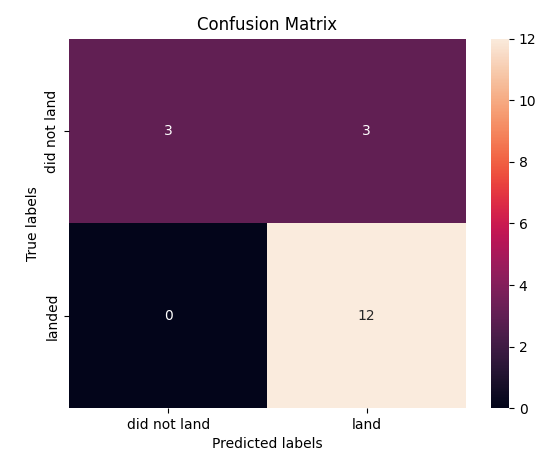 Confusion Matrix
True labels
did not land
landed
3 3
0 12
did not land land
Predicted labels
12
10
8
6
4
2
0